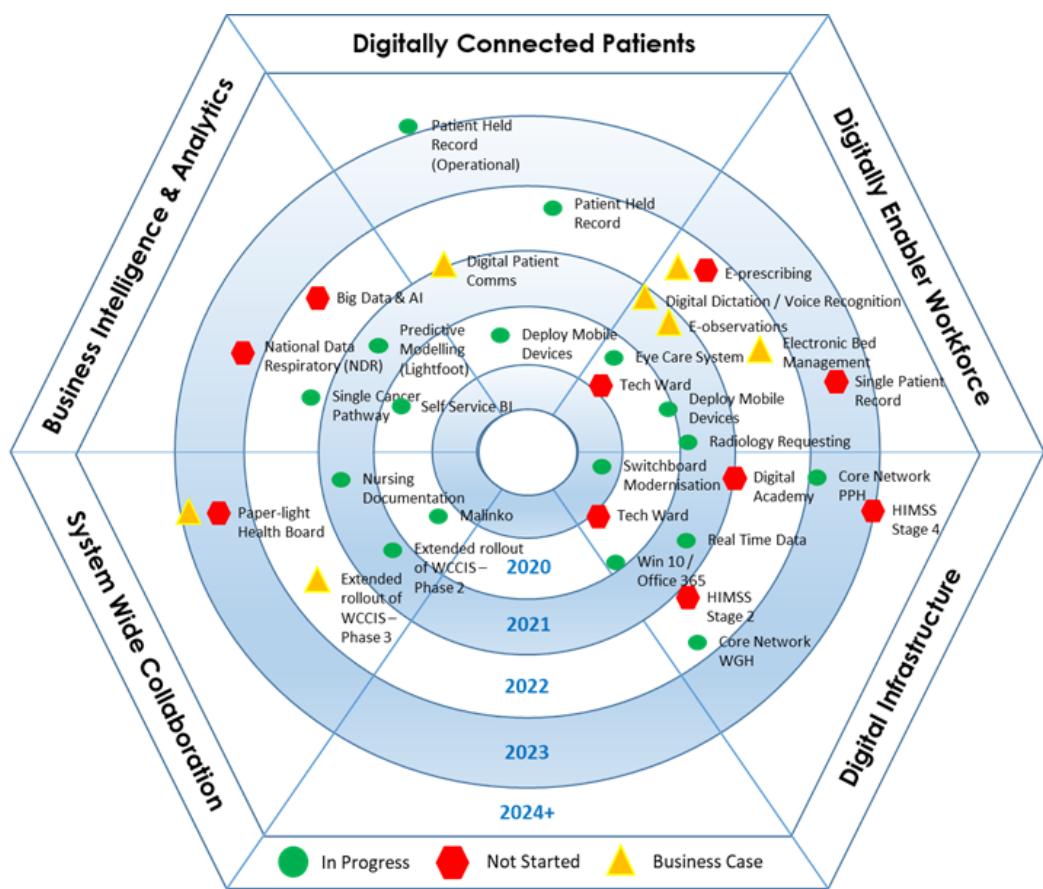 Digitally Connected Patients
Business Intelligence & Analytics
Digitally Enabler Workforce
System Wide Collaboration
Digital Infrastructure
Patient Held
Record
(Operational)
Patient Held
Record
Digital Patient
Comms
E-prescribing
Digital Dictation / Voice Recognition
E-observations
Electronic Bed
Management
Single Patient
Record
Big Data & AI
National Data
Respiratory (NDR)
Predictive
Modelling
(Lightfoot)
Single Cancer
Pathway
Self Service BI
Deploy Mobile
Devices
Eye Care System
Tech Ward
Deploy Mobile
Devices
Radiology Requesting
Switchboard
Modernisation
Digital
Academy
Core Network
PPH
HIMSS
Stage 4
Tech Ward
Real Time Data
Win 10 /
Office 365
HIMSS
Stage 2
Core Network
WGH
Nursing
Documentation
Malinko
Paper-light
Health Board
Extended rollout
of WCCIS –
Phase 2
Extended
rollout of
WCCIS –
Phase 3
2020
2021
2022
2023
2024+
In Progress
Not Started
Business Case